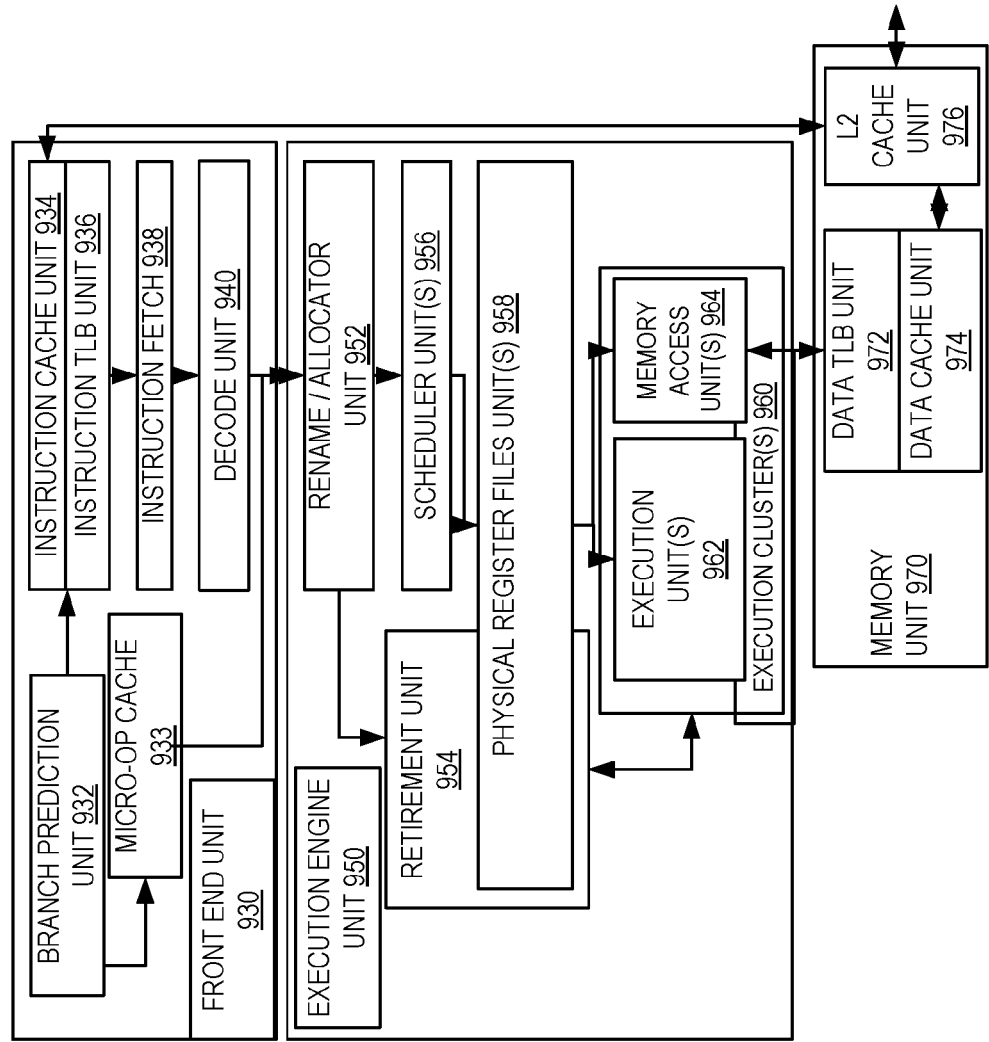 BRANCH PREDICTION
UNIT 932
INSTRUCTION CACHE UNIT 934
INSTRUCTION TLB UNIT 936
MICRO-OP CACHE
933
INSTRUCTION FETCH 938
DECODE UNIT 940
FRONT END UNIT
930
EXECUTION ENGINE
UNIT 950
RENAME / ALLOCATOR
UNIT 952
RETIREMENT UNIT
954
SCHEDULER UNIT(S) 956
PHYSICAL REGISTER FILES UNIT(S) 958
EXECUTION
UNIT(S)
962
MEMORY
ACCESS
UNIT(S) 964
EXECUTION CLUSTER(S) 960
MEMORY
UNIT 970
DATA TLB UNIT
972
DATA CACHE UNIT
974
L2
CACHE
UNIT
976